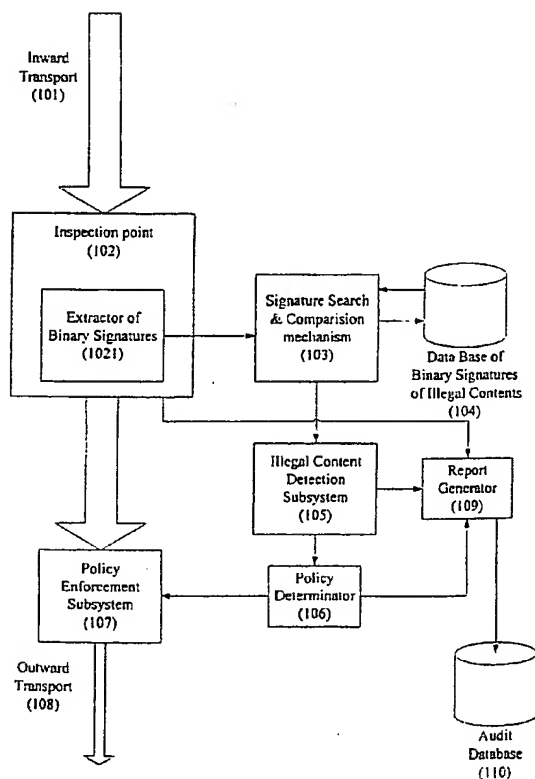 Inward
Transport
(101)
Inspection point
(102)
Extractor of
Binary Signatures
(1021)
Signature Search
& Comparision
mechanism
(103)
Data Base of
Binary Signatures
of Illegal Contents
(104)
Illegal Content
Detection
Subsystem
(105)
Report
Generator
(109)
Policy
Enforcement
Subsystem
(107)
Policy
Determinator
(106)
Outward
Transport
(108)
Audit
Database
(110)